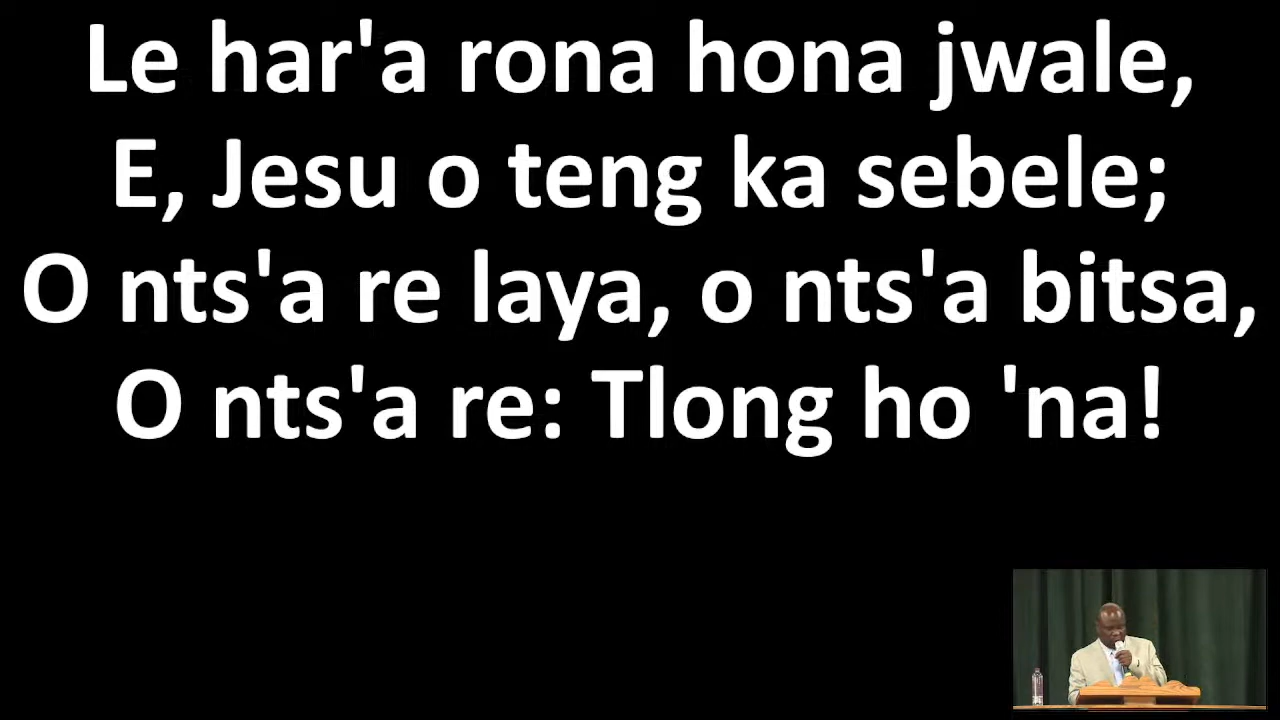 Le har'a rona hona jwale,
E, Jesu o teng ka sebele;
O nts'a re laya, o nts'a bitsa,
O nts'a re: Tlong ho 'na!